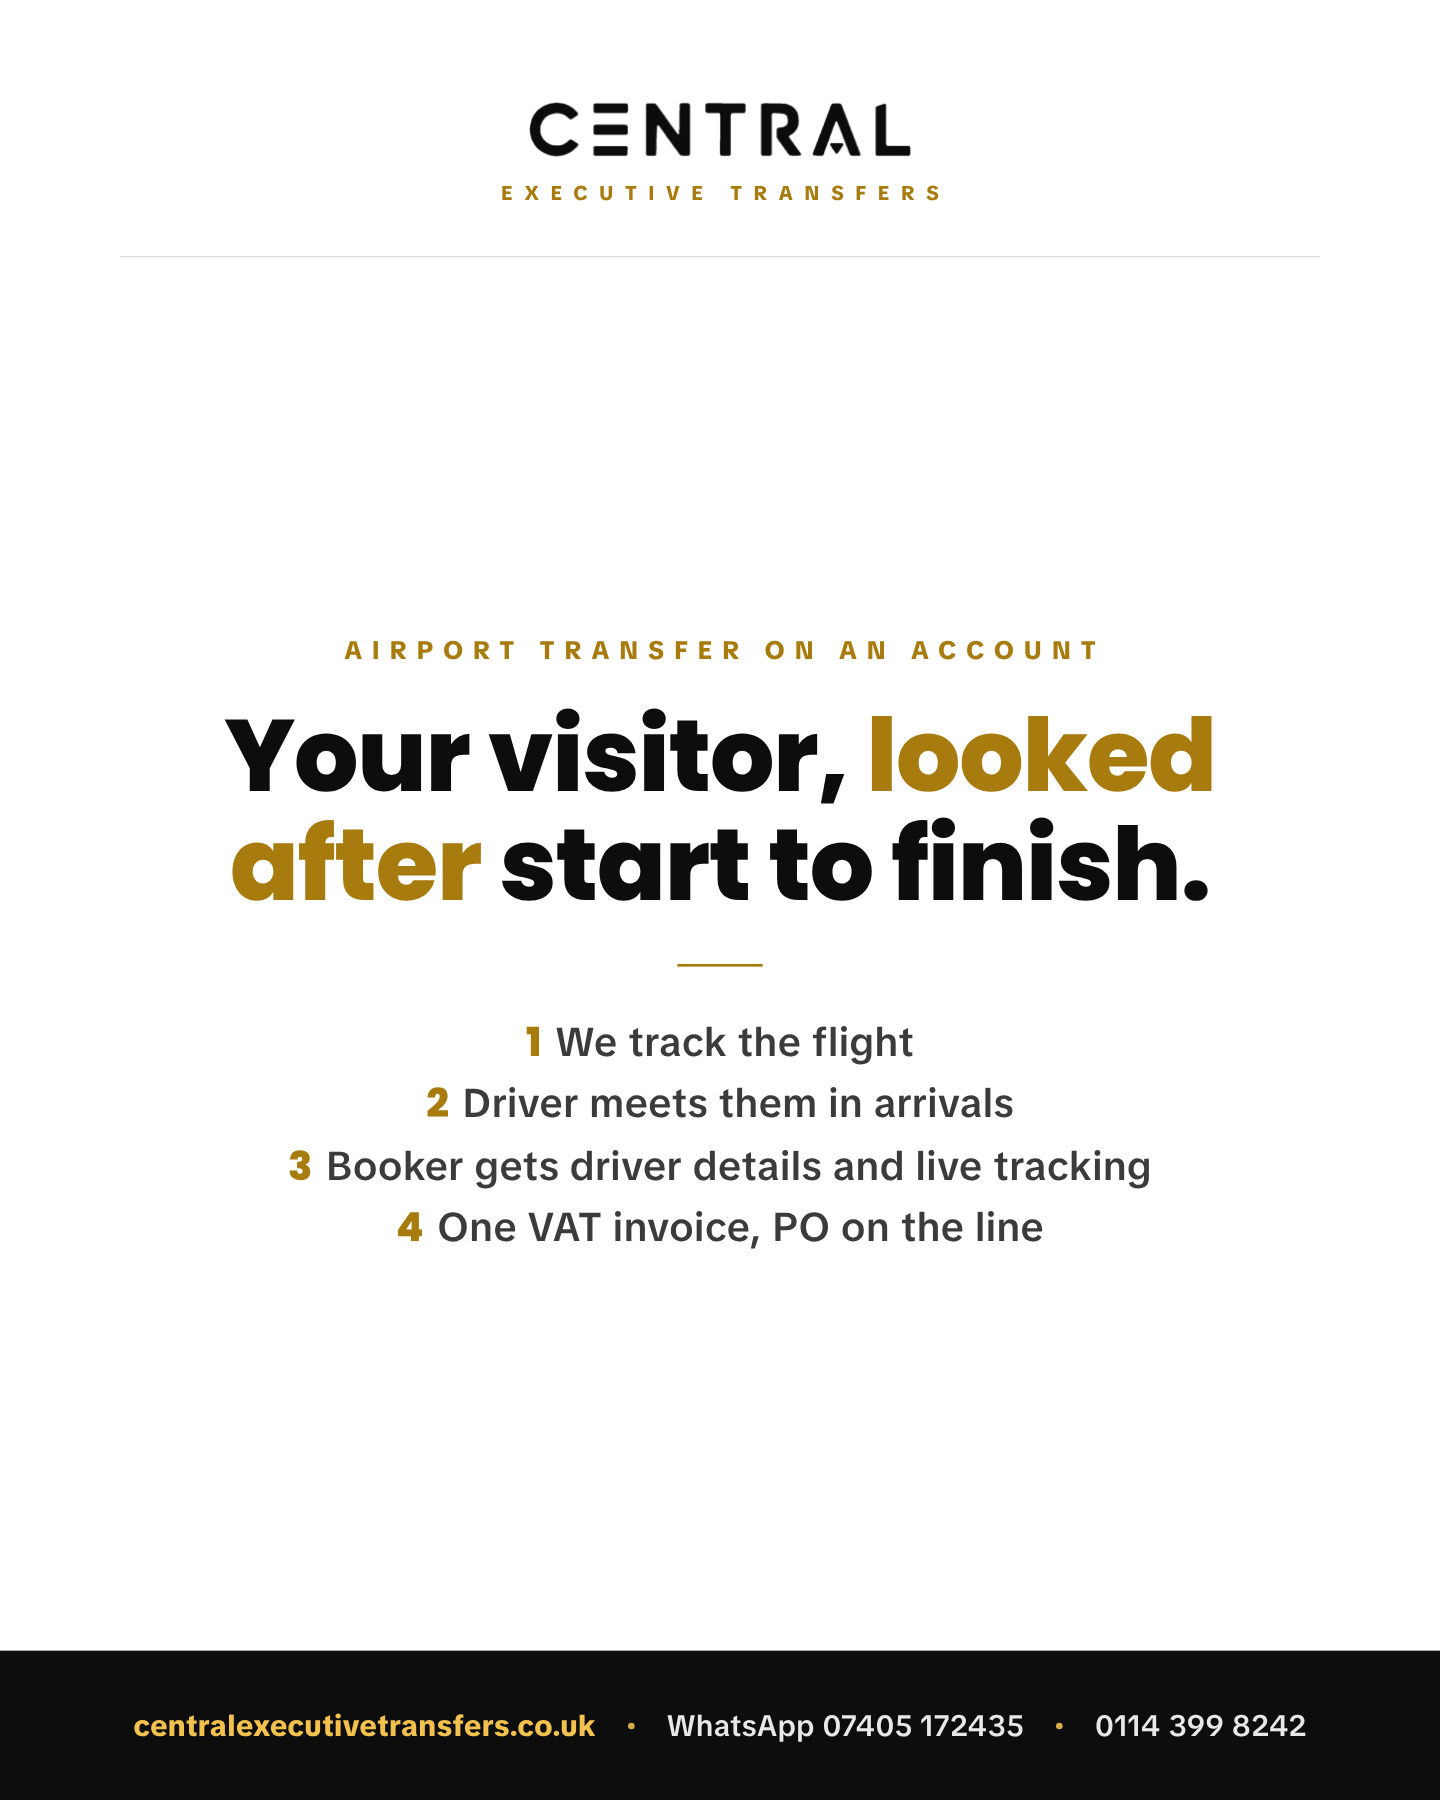 CENTRAL
EXECUTIVE TRANSFERS
AIRPORT TRANSFER ON AN ACCOUNT
Your visitor, looked
after start to finish.
1 We track the flight
2 Driver meets them in arrivals
3 Booker gets driver details and live tracking
4 One VAT invoice, PO on the line
centralexecutivetransfers.co.uk • WhatsApp 07405 172435 • 0114 399 8242